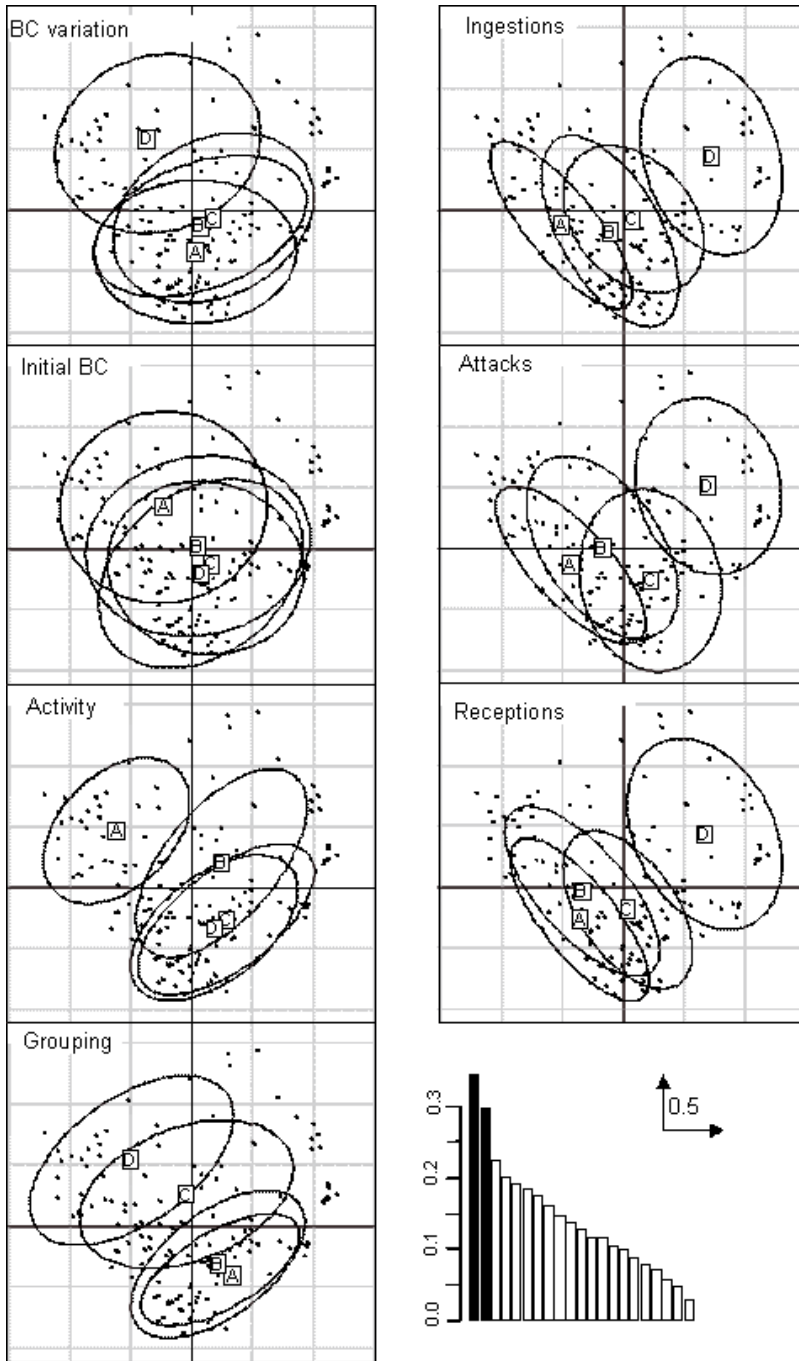 BC variation
D
C
B
A
Ingestions
D
A
B
C
Initial BC
A
B
C
D
Attacks
D
B
A
C
Activity
A
B
C
D
Receptions
D
B
A
C
Grouping
D
C
B
A
0.3
0.2
0.1
0.0
0.5